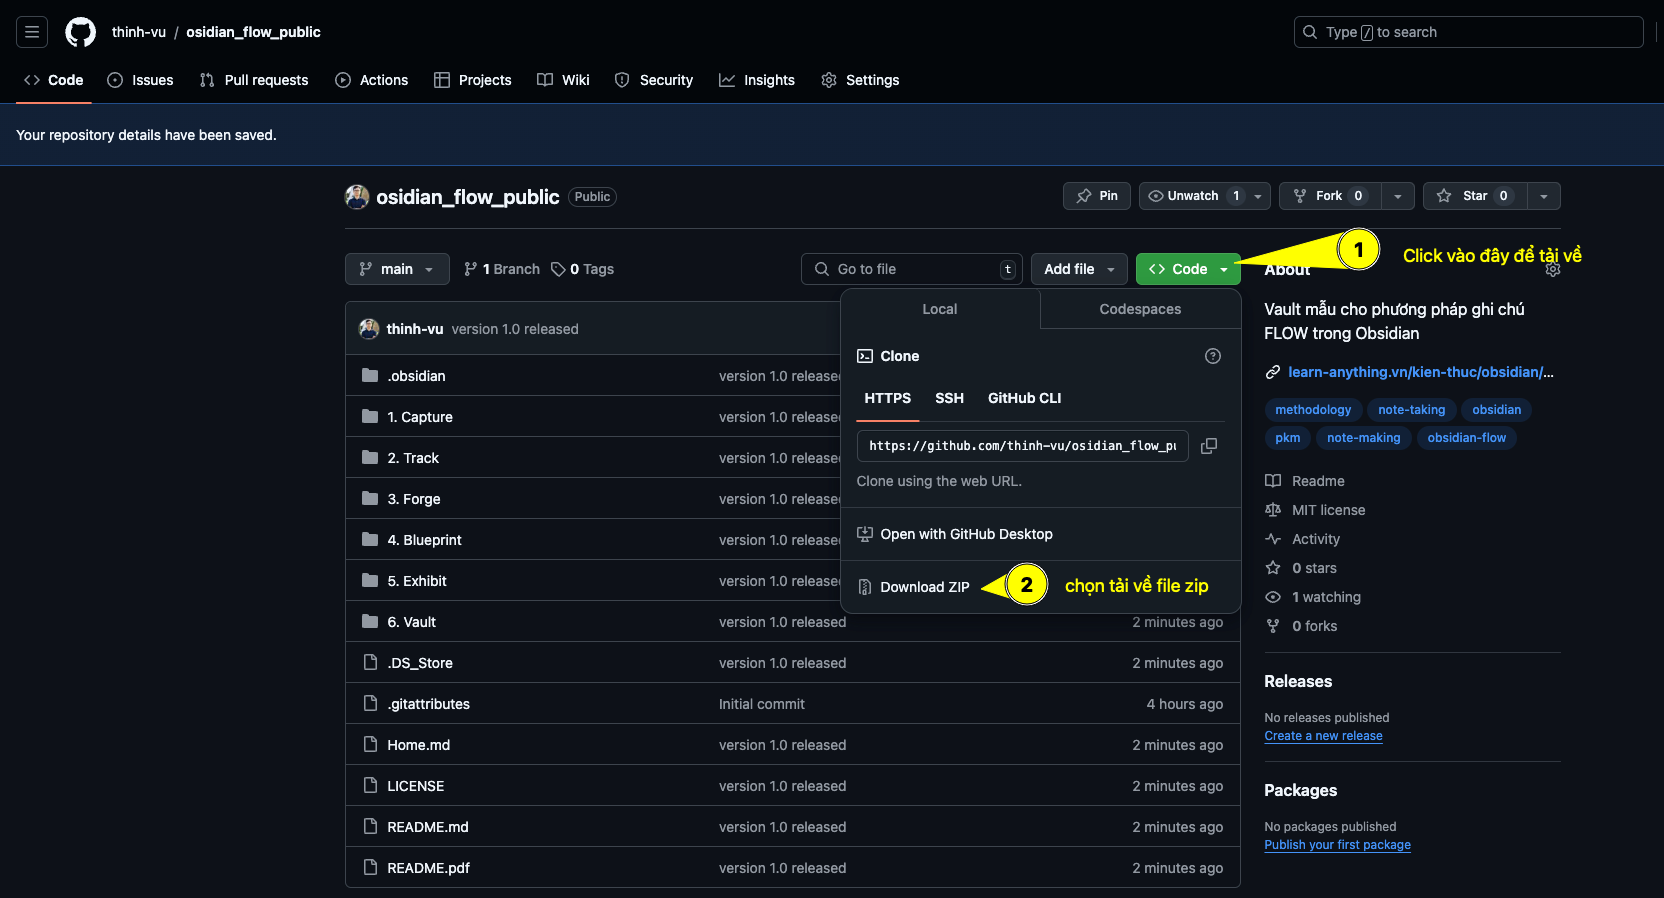 thinh-vu / osidian_flow_public
Type / to search
Code Issues Pull requests Actions Projects Wiki Security Insights Settings
Your repository details have been saved.
osidian_flow_public Public
Pin Unwatch 1 Fork 0 Star 0
main 1 Branch 0 Tags Go to file t Add file Code
1 Click vào đây để tải về
thinh-vu version 1.0 released
.obsidian version 1.0 released
1. Capture version 1.0 released
2. Track version 1.0 released
3. Forge version 1.0 released
4. Blueprint version 1.0 released
5. Exhibit version 1.0 released
6. Vault version 1.0 released 2 minutes ago
.DS_Store version 1.0 released 2 minutes ago
.gitattributes Initial commit 4 hours ago
Home.md version 1.0 released 2 minutes ago
LICENSE version 1.0 released 2 minutes ago
README.md version 1.0 released 2 minutes ago
README.pdf version 1.0 released 2 minutes ago
Local Codespaces
Clone
HTTPS SSH GitHub CLI
https://github.com/thinh-vu/osidian_flow_pu
Clone using the web URL.
Open with GitHub Desktop
Download ZIP 2 chọn tải về file zip
About
Vault mẫu cho phương pháp ghi chú
FLOW trong Obsidian
learn-anything.vn/kien-thuc/obsidian/...
methodology note-taking obsidian
pkm note-making obsidian-flow
Readme
MIT license
Activity
0 stars
1 watching
0 forks
Releases
No releases published
Create a new release
Packages
No packages published
Publish your first package